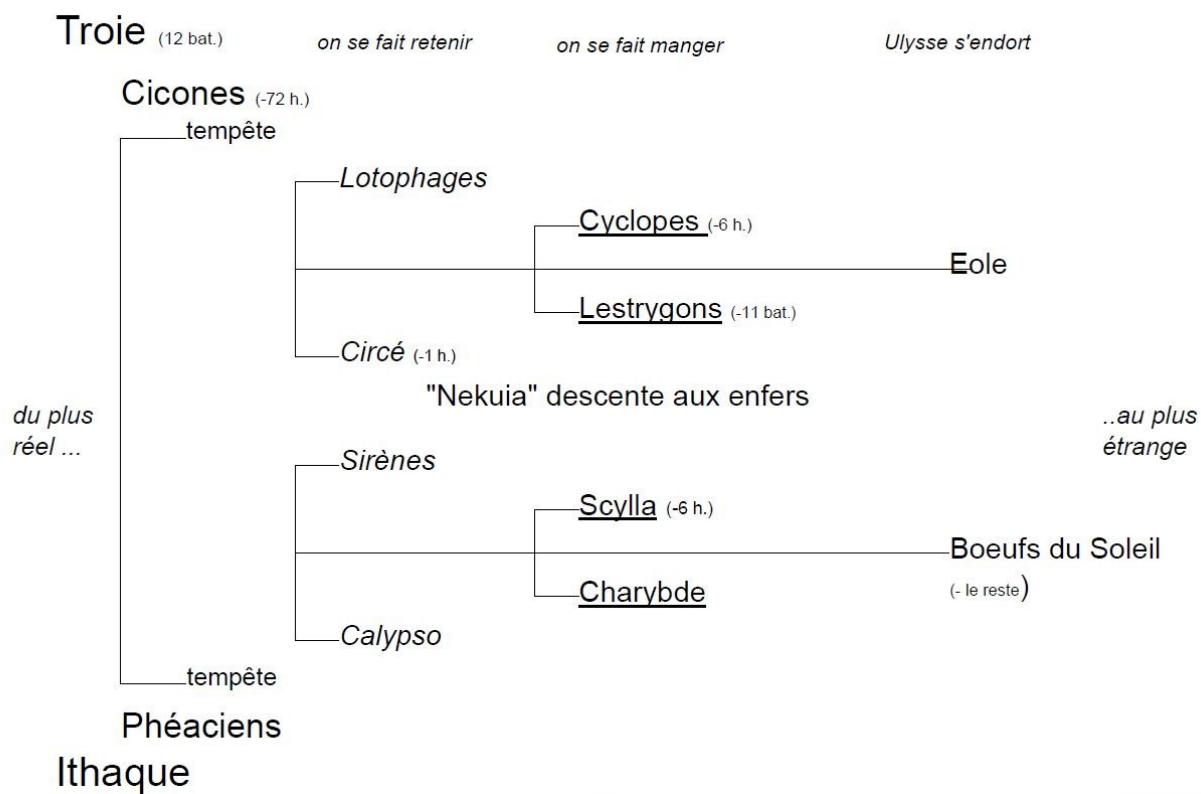 Troie (12 bat.)
on se fait retenir
on se fait manger
Ulysse s'endort
Cicones (-72 h.)
tempête
Lotophages
Cyclopes (-6 h.)
Eole
Lestrygons (-11 bat.)
Circé (-1 h.)
"Nekuia" descente aux enfers
du plus
réel ...
..au plus
étrange
Sirènes
Scylla (-6 h.)
Boeufs du Soleil
(- le reste)
Charybde
Calypso
tempête
Phéaciens
Ithaque